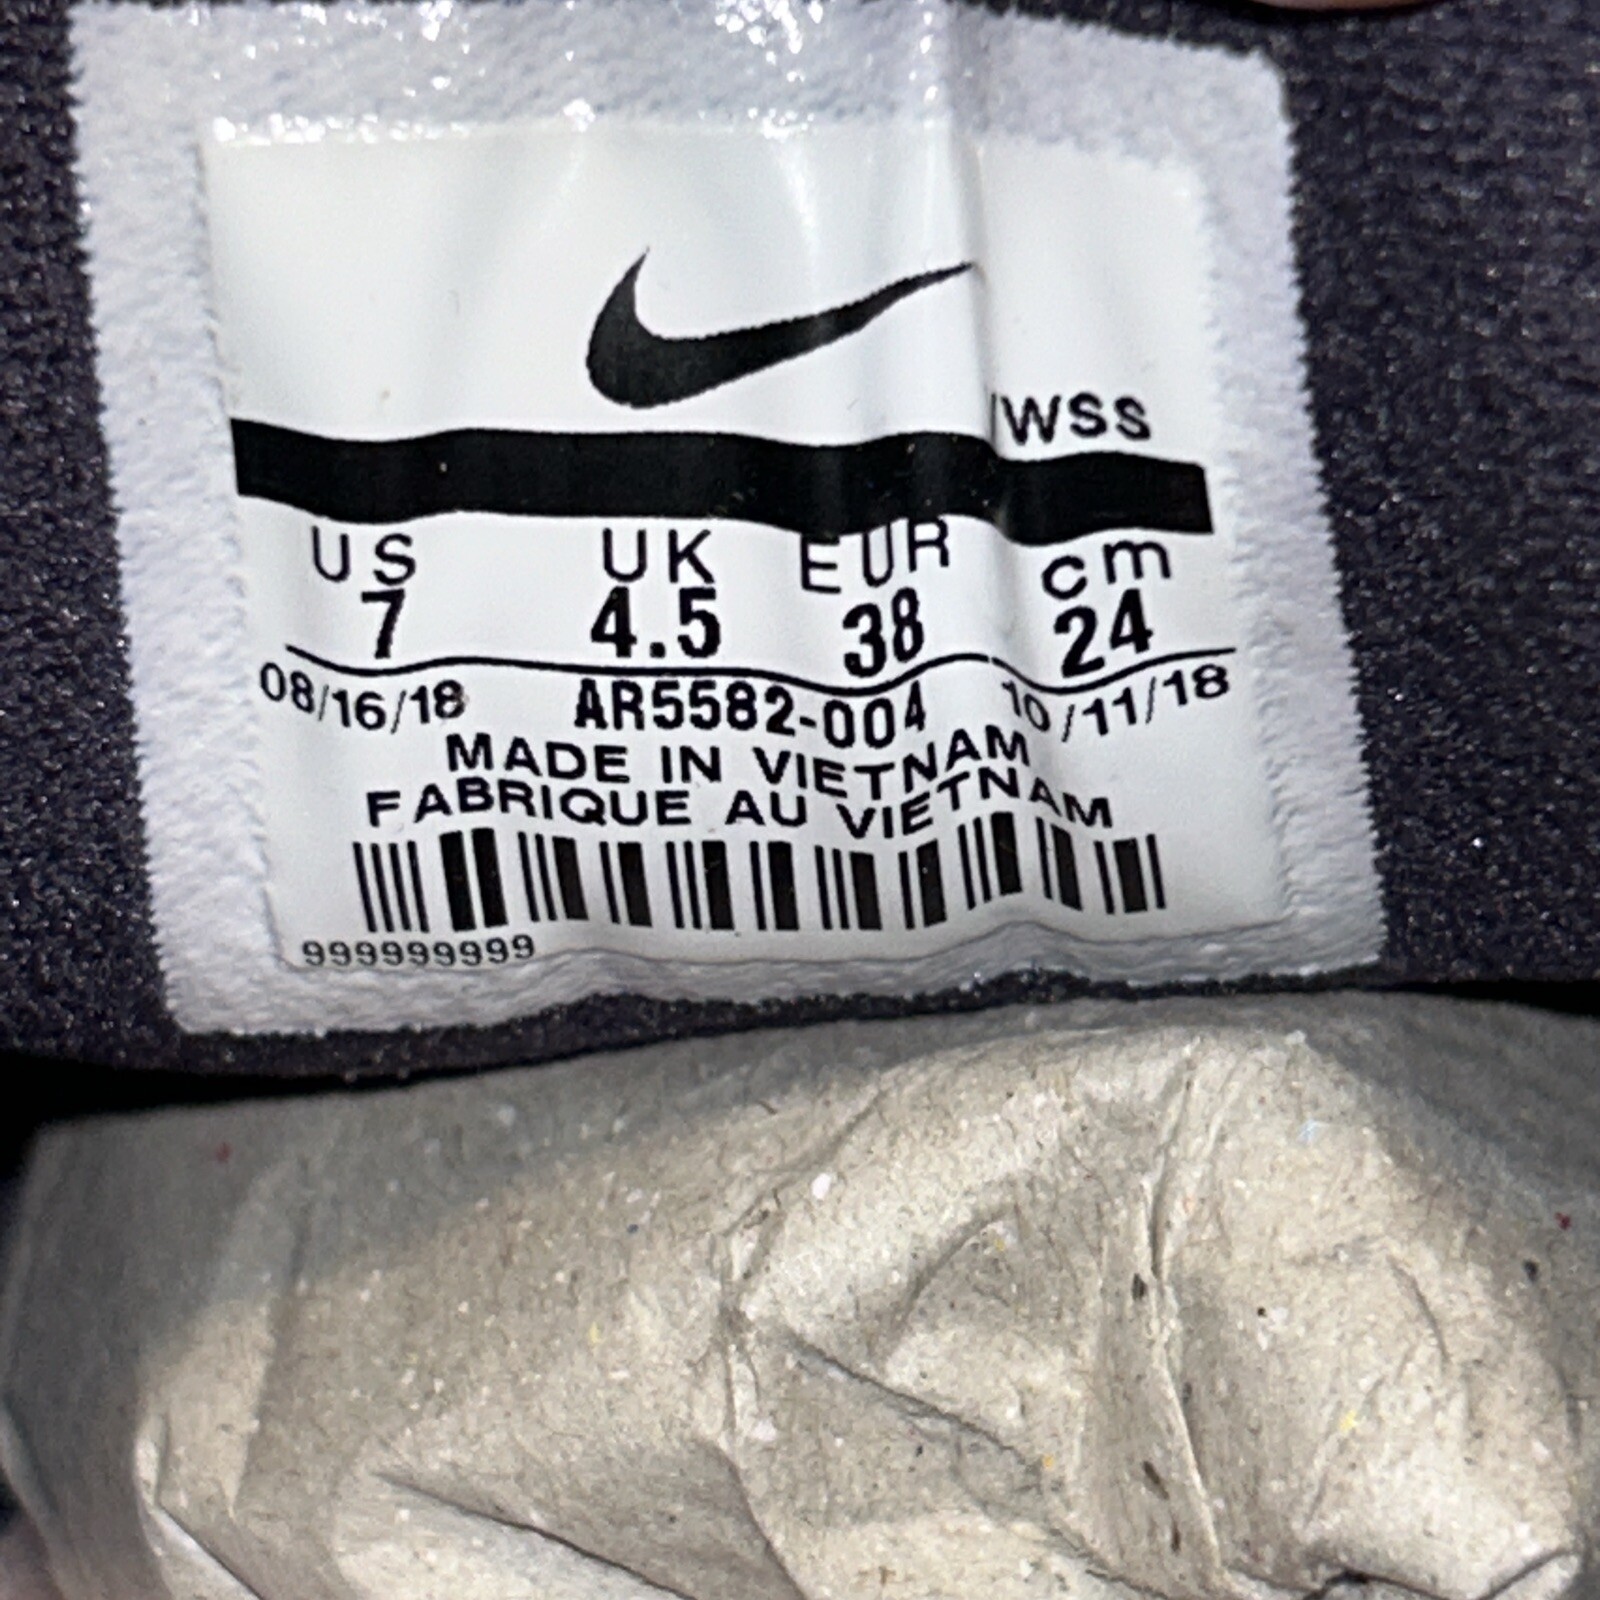 WSS
US UK EUR cm
7 4.5 38 24
08/16/18 AR5582-004 10/11/18
MADE IN VIETNAM
FABRIQUE AU VIETNAM
999999999